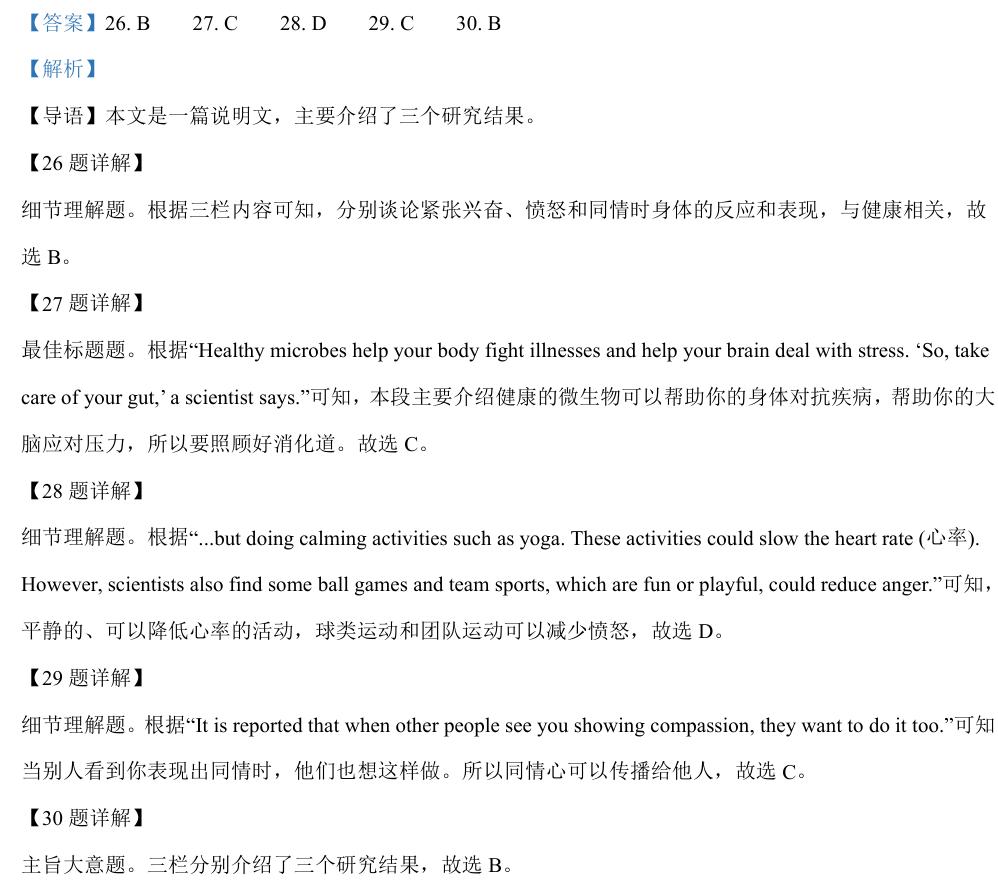 【答案】26. B 27. C 28. D 29. C 30. B
【解析】
【导语】本文是一篇说明文，主要介绍了三个研究结果。
【26 题详解】
细节理解题。根据三栏内容可知，分别谈论紧张兴奋、愤怒和同情时身体的反应和表现，与健康相关，故
选 B。
【27 题详解】
最佳标题题。根据“Healthy microbes help your body fight illnesses and help your brain deal with stress. ‘So, take
care of your gut,’ a scientist says.”可知，本段主要介绍健康的微生物可以帮助你的身体对抗疾病，帮助你的大
脑应对压力，所以要照顾好消化道。故选 C。
【28 题详解】
细节理解题。根据“...but doing calming activities such as yoga. These activities could slow the heart rate (心率).
However, scientists also find some ball games and team sports, which are fun or playful, could reduce anger.”可知，
平静的、可以降低心率的活动，球类运动和团队运动可以减少愤怒，故选 D。
【29 题详解】
细节理解题。根据“It is reported that when other people see you showing compassion, they want to do it too.”可知
当别人看到你表现出同情时，他们也想这样做。所以同情心可以传播给他人，故选 C。
【30 题详解】
主旨大意题。三栏分别介绍了三个研究结果，故选 B。